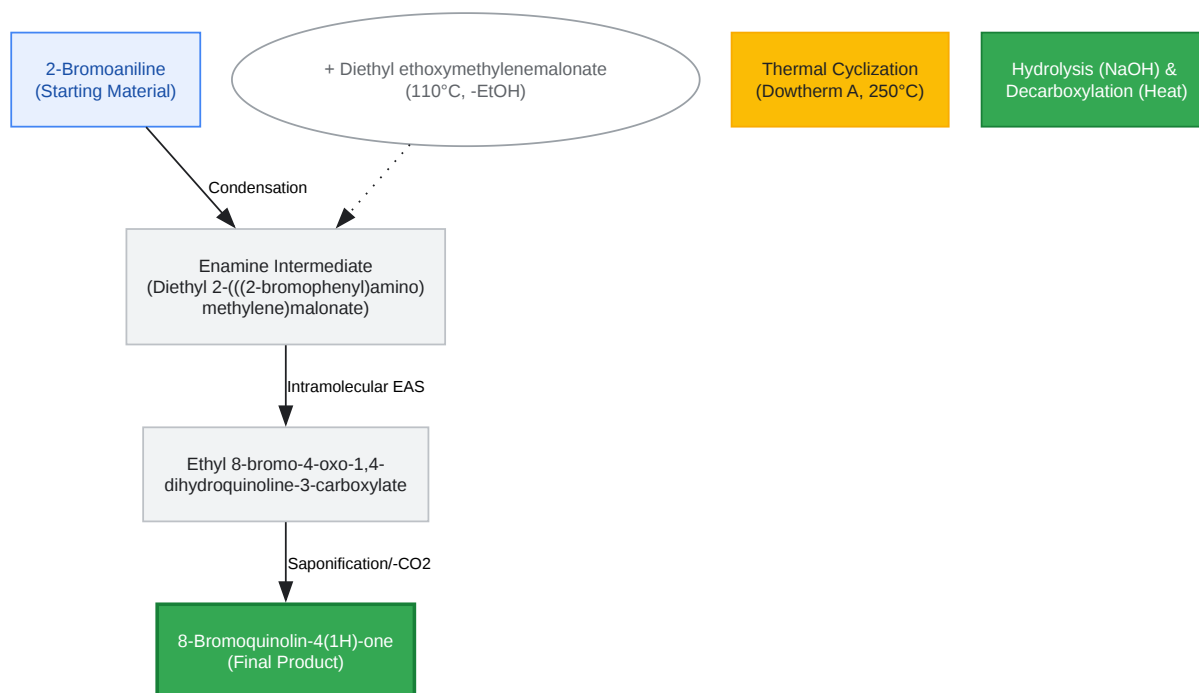 2-Bromoaniline
(Starting Material)
+ Diethyl ethoxymethylenemalonate
(110°C, -EtOH)
Thermal Cyclization
(Dowtherm A, 250°C)
Hydrolysis (NaOH) &
Decarboxylation (Heat)
Condensation
Enamine Intermediate
(Diethyl 2-(((2-bromophenyl)amino)
methylene)malonate)
Intramolecular EAS
Ethyl 8-bromo-4-oxo-1,4-
dihydroquinoline-3-carboxylate
Saponification/-CO2
8-Bromoquinolin-4(1H)-one
(Final Product)